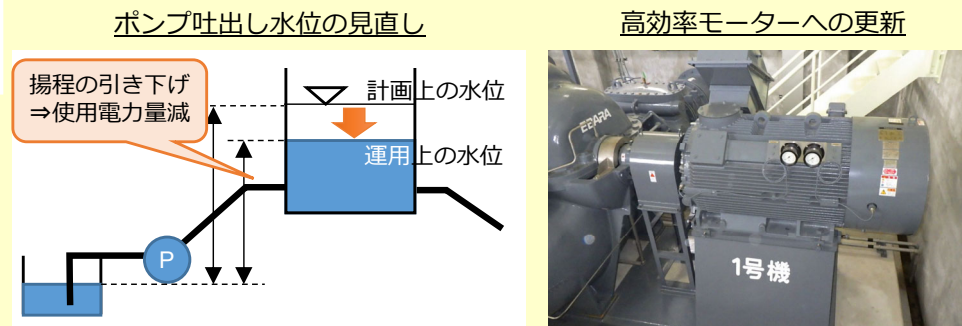 ポンプ吐出し水位の見直し
高効率モーターへの更新
揚程の引き下げ
⇒使用電力量減
計画上の水位
運用上の水位
P
EBARA
1号機